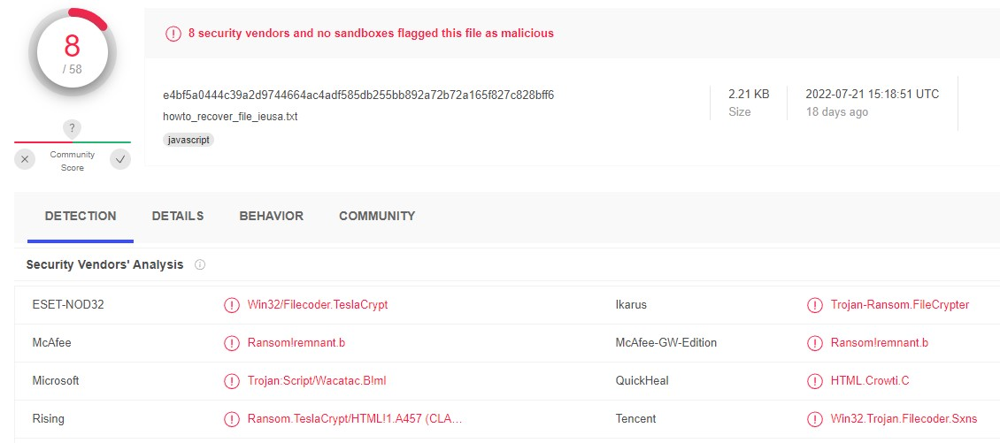 8
/ 58
8 security vendors and no sandboxes flagged this file as malicious
e4bf5a0444c39a2d9744664ac4adf585db255bb892a72b72a165f827c828bff6
howto_recover_file_ieusa.txt
javascript
2.21 KB
Size
2022-07-21 15:18:51 UTC
18 days ago
?
Community
Score
DETECTION DETAILS BEHAVIOR COMMUNITY
Security Vendors' Analysis
ESET-NOD32 Win32/Filecoder.TeslaCrypt Ikarus Trojan-Ransom.FileCrypter
McAfee Ransom!remnant.b McAfee-GW-Edition Ransom!remnant.b
Microsoft Trojan:Script/Wacatac.B!ml QuickHeal HTML.Crowti.C
Rising Ransom.TeslaCrypt/HTML!1.A457 (CLA… Tencent Win32.Trojan.Filecoder.Sxns